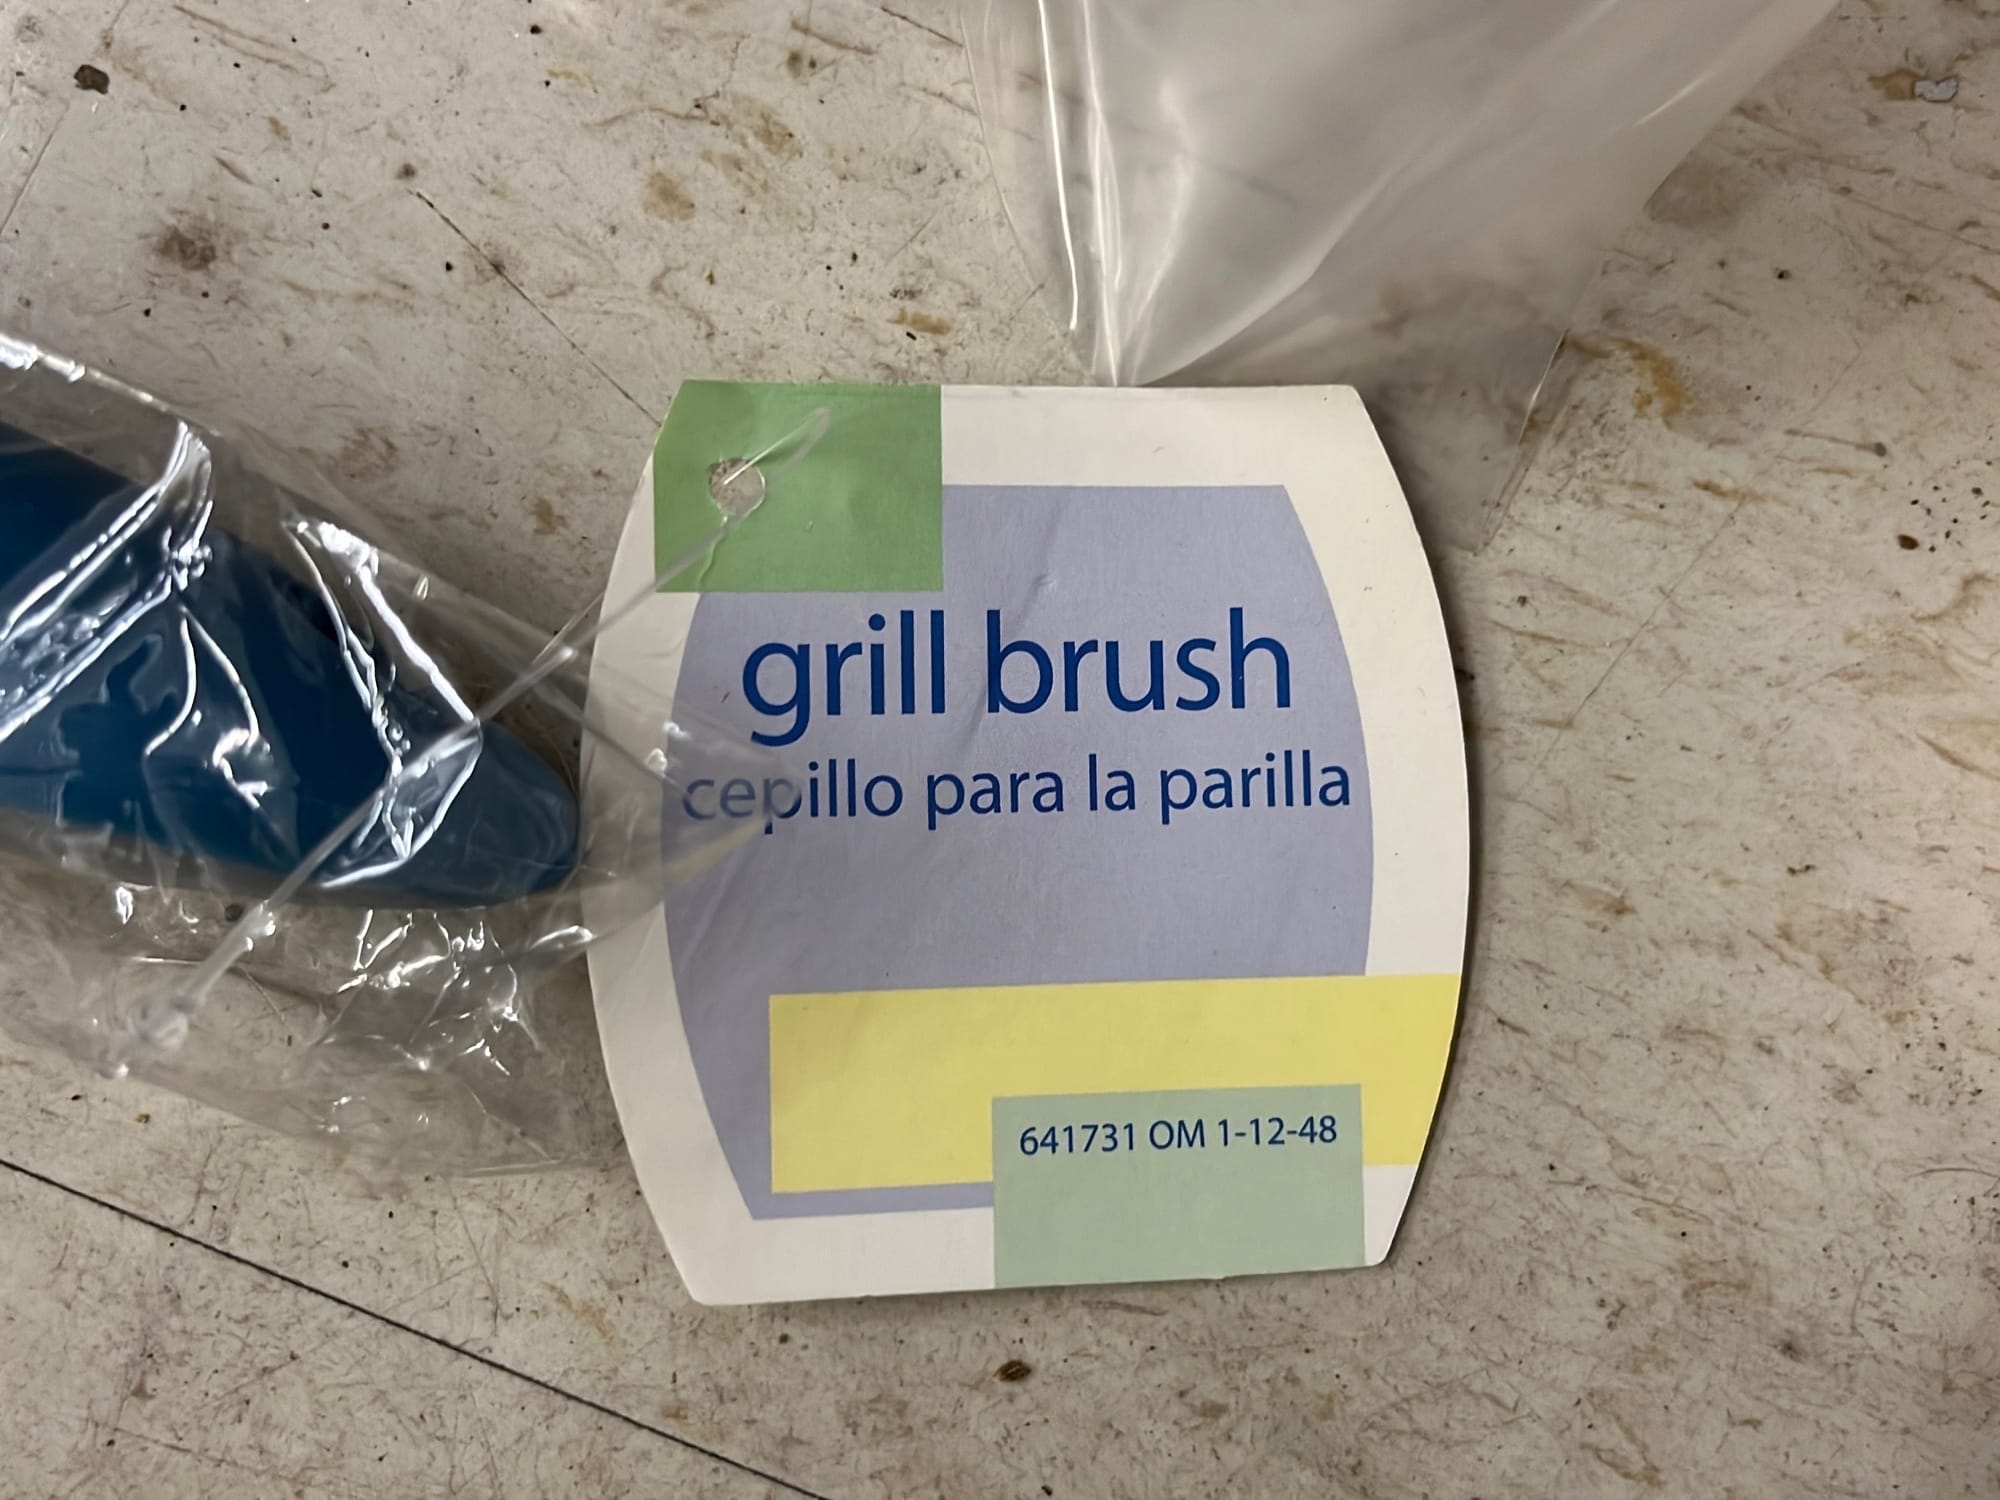 grill brush
cepillo para la parilla
641731 OM 1-12-48